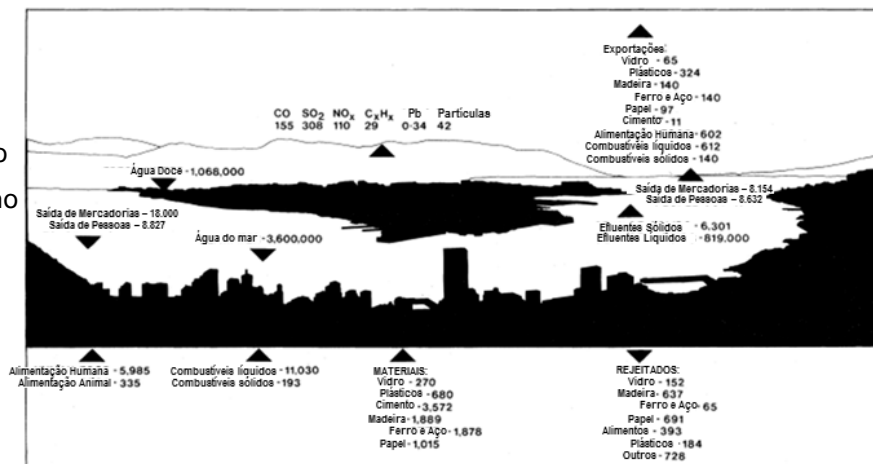 Exportações:
Vidro - 65
Plásticos - 324
Madeira - 140
Ferro e Aço - 140
Papel - 97
Cimento - 11
Alimentação Humana - 602
Combustíveis líquidos - 612
Combustíveis sólidos - 140
CO SO2 NOx CxHx Pb Partículas
155 308 110 29 0-34 42
o
no
Água Doce - 1,068,000
Saída de Mercadorias – 8.154
Saída de Pessoas – 8.632
Saída de Mercadorias – 18.000
Saída de Pessoas – 8.827
Água do mar - 3,600,000
Efluentes Sólidos - 6,301
Efluentes Líquidos - 819.000
Alimentação Humana - 5,985
Alimentação Animal - 335
Combustíveis líquidos - 11,030
Combustíveis sólidos - 193
MATERIAIS:
Vidro - 270
Plásticos - 680
Cimento - 3,572
Madeira - 1,889
Ferro e Aço - 1,878
Papel - 1,015
REJEITADOS:
Vidro - 152
Madeira - 637
Ferro e Aço - 65
Papel - 691
Alimentos - 393
Plásticos - 184
Outros - 728